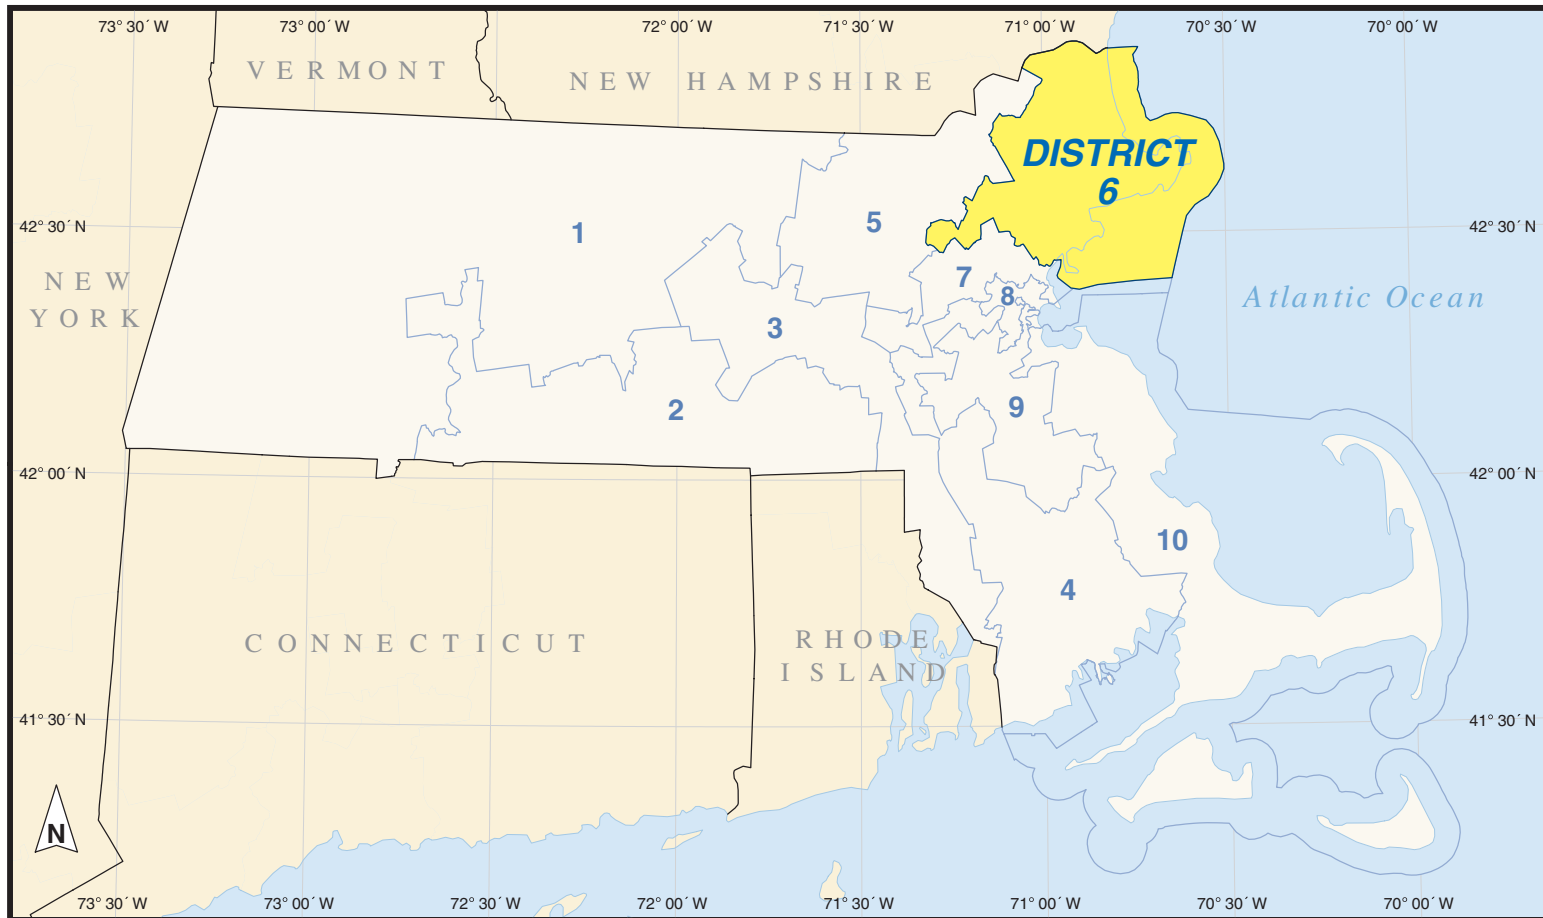 73° 30´ W 73° 00´ W 72° 00´ W 71° 30´ W 71° 00´ W 70° 30´ W 70° 00´ W
VERMONT
NEW HAMPSHIRE
DISTRICT
6
42° 30´ N 1 5 42° 30´ N
NEW
YORK
7
8
Atlantic Ocean
3
2
9
42° 00´ N 42° 00´ N
10
4
CONNECTICUT
RHODE
ISLAND
41° 30´ N 41° 30´ N
N
73° 30´ W 73° 00´ W 72° 30´ W 72° 00´ W 71° 30´ W 71° 00´ W 70° 30´ W 70° 00´ W